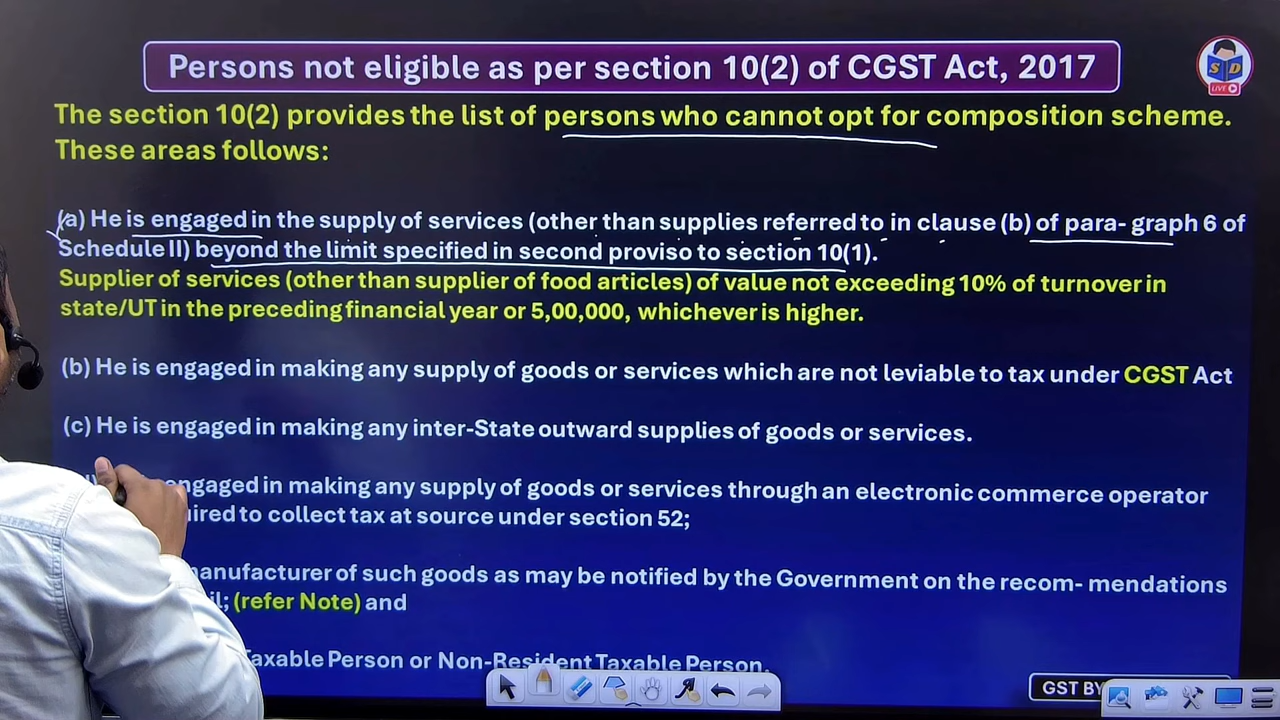 Persons not eligible as per section 10(2) of CGST Act, 2017
S D
LIVE
The section 10(2) provides the list of persons who cannot opt for composition scheme.
These areas follows:
(a) He is engaged in the supply of services (other than supplies referred to in clause (b) of para- graph 6 of
Schedule II) beyond the limit specified in second proviso to section 10(1).
Supplier of services (other than supplier of food articles) of value not exceeding 10% of turnover in
state/UT in the preceding financial year or 5,00,000, whichever is higher.
(b) He is engaged in making any supply of goods or services which are not leviable to tax under CGST Act
(c) He is engaged in making any inter-State outward supplies of goods or services.
engaged in making any supply of goods or services through an electronic commerce operator
to collect tax at source under section 52;
manufacturer of such goods as may be notified by the Government on the recom- mendations
(refer Note) and
Taxable Person or Non-Resident Taxable Person.
GST BY